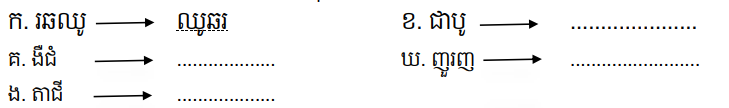 ក. រឆឈូ ⟶ ឈូឆរ ខ. ជាបូ ⟶ ......................
គ. ងឺជំ ⟶ ................... ឃ. ញួរញ ⟶ .........................
ង. តាជី ⟶ ...................